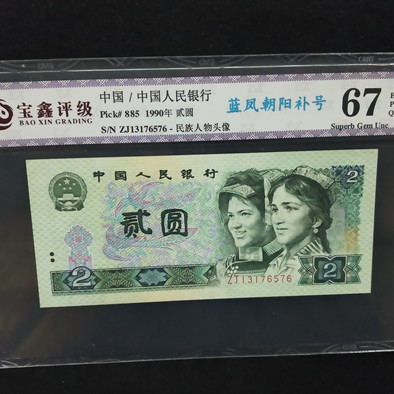 宝鑫评级
BAO XIN GRADING
中国 / 中国人民银行
Pick# 885 1990年 贰圆
S/N ZJ13176576 - 民族人物头像
蓝凤朝阳补号
67
Superb Gem Unc
中国人民银行
贰圆
2
2
2
ZJ13176576